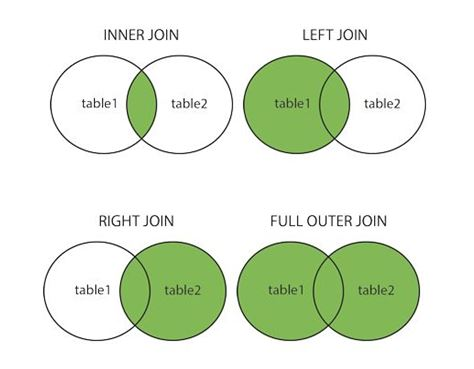 INNER JOIN
LEFT JOIN
table1
table2
table1
table2
RIGHT JOIN
FULL OUTER JOIN
table1
table2
table1
table2